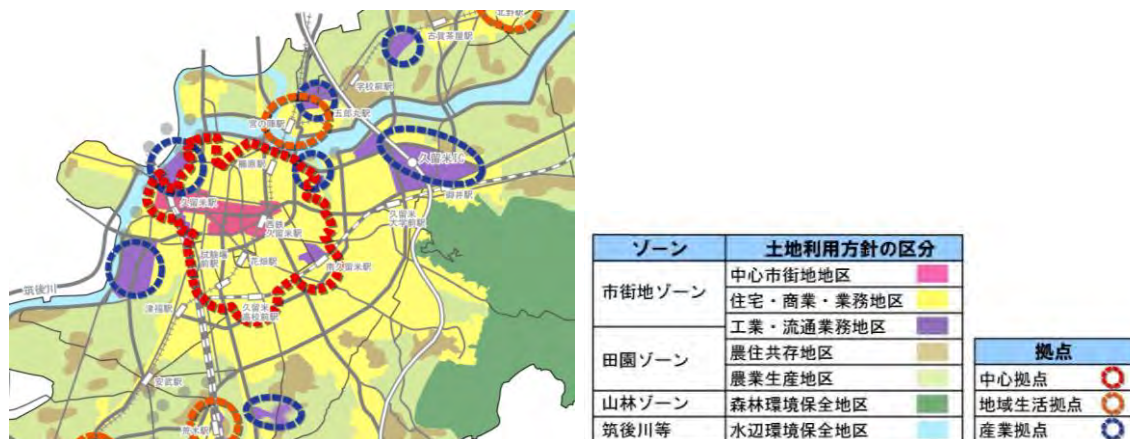 北野駅
古賀茶屋駅
学校前駅
五郎丸駅
宮の陣駅
久留米IC
櫛原駅
御井駅
久留米駅
久留米
大学前駅
西鉄
久留米駅
試験場
前駅
花畑駅
南久留米駅
筑後川
津福駅
久留米
高校前駅
安武駅
荒木駅
ゾーン 土地利用方針の区分
市街地ゾーン 中心市街地地区
住宅・商業・業務地区
工業・流通業務地区
田園ゾーン 農住共存地区
農業生産地区
山林ゾーン 森林環境保全地区
筑後川等 水辺環境保全地区
拠点
中心拠点
地域生活拠点
産業拠点